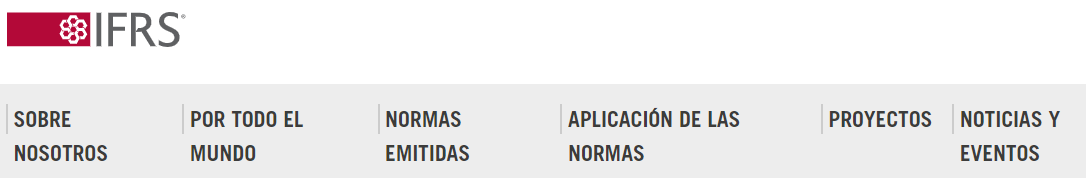 IFRS®
SOBRE NOSOTROS
POR TODO EL MUNDO
NORMAS EMITIDAS
APLICACIÓN DE LAS NORMAS
PROYECTOS
NOTICIAS Y EVENTOS